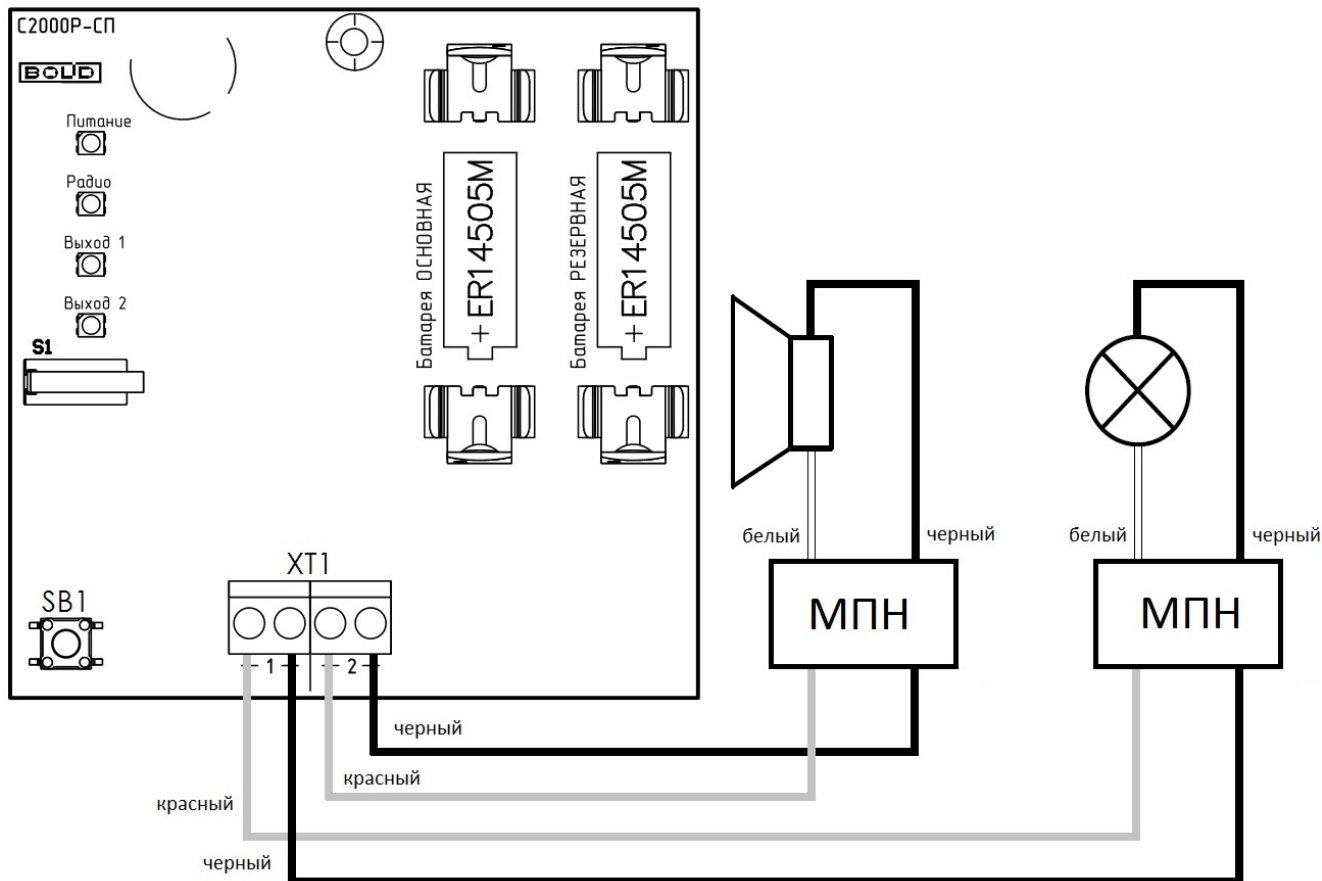 С2000Р-СП
BOLID
Питание
Радио
Выход 1
Выход 2
S1
Батарея ОСНОВНАЯ
+ ER14505M
Батарея РЕЗЕРВНАЯ
+ ER14505M
белый
черный
белый
черный
XT1
МПН
МПН
SB1
+ 1 -
+ 2 -
черный
красный
красный
черный